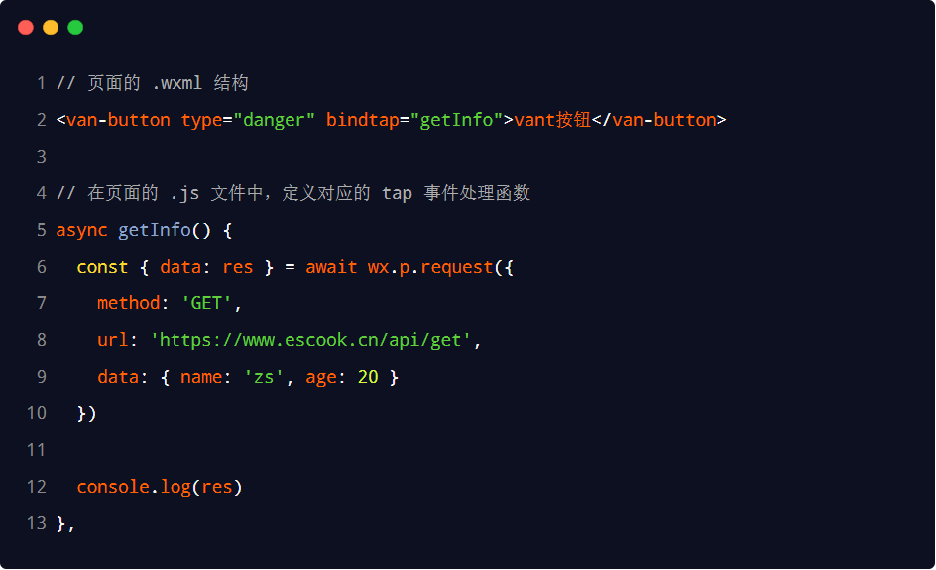 1 // 页面的 .wxml 结构
2 <van-button type="danger" bindtap="getInfo">vant按钮</van-button>
3
4 // 在页面的 .js 文件中，定义对应的 tap 事件处理函数
5 async getInfo() {
6   const { data: res } = await wx.p.request({
7     method: 'GET',
8     url: 'https://www.escook.cn/api/get',
9     data: { name: 'zs', age: 20 }
10   })
11
12   console.log(res)
13 },